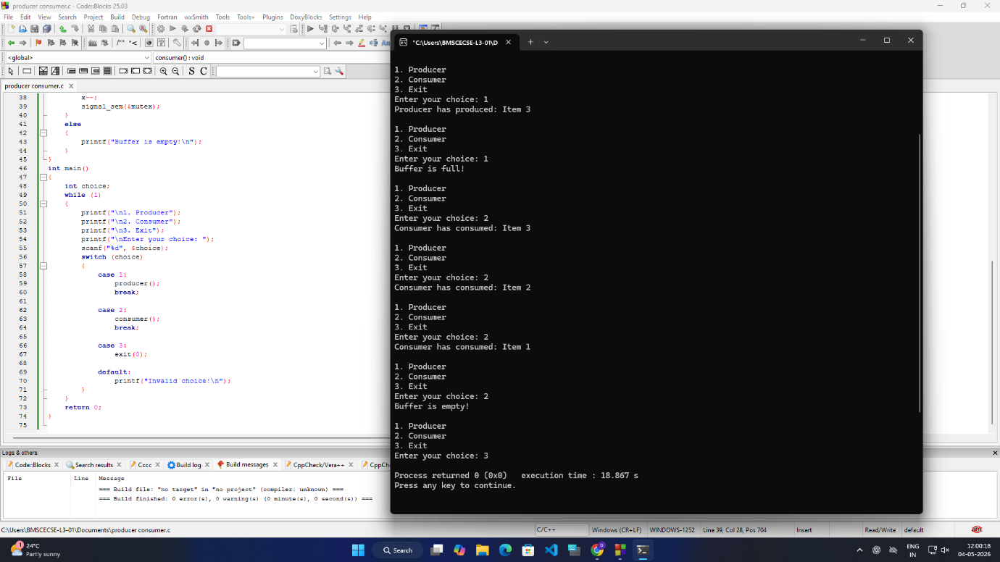 producer consumer.c - Code::Blocks 25.03
File Edit View Search Project Build Debug Fortran wxSmith Tools Tools+ Plugins DoxyBlocks Settings Help
<global>
consumer() : void
S C
producer consumer.c
38 x--;
39 signal_sem(&mutex);
40 }
41 else
42 {
43 printf("Buffer is empty!\n");
44 }
45 }
46 int main()
47 {
48 int choice;
49 while (1)
50 {
51 printf("\n1. Producer");
52 printf("\n2. Consumer");
53 printf("\n3. Exit");
54 printf("\nEnter your choice: ");
55 scanf("%d", &choice);
56 switch (choice)
57 {
58 case 1:
59 producer();
60 break;
61
62 case 2:
63 consumer();
64 break;
65
66 case 3:
67 exit(0);
68
69 default:
70 printf("Invalid choice!\n");
71 }
72 }
73 return 0;
74 }
75
"C:\Users\BMSCECSE-L3-01\D
1. Producer
2. Consumer
3. Exit
Enter your choice: 1
Producer has produced: Item 3
1. Producer
2. Consumer
3. Exit
Enter your choice: 1
Buffer is full!
1. Producer
2. Consumer
3. Exit
Enter your choice: 2
Consumer has consumed: Item 3
1. Producer
2. Consumer
3. Exit
Enter your choice: 2
Consumer has consumed: Item 2
1. Producer
2. Consumer
3. Exit
Enter your choice: 2
Consumer has consumed: Item 1
1. Producer
2. Consumer
3. Exit
Enter your choice: 2
Buffer is empty!
1. Producer
2. Consumer
3. Exit
Enter your choice: 3
Process returned 0 (0x0) execution time : 18.867 s
Press any key to continue.
Logs & others
Code::Blocks Search results Cccc Build log Build messages CppCheck/Vera++ CppCh
File Line Message
=== Build file: "no target" in "no project" (compiler: unknown) ===
=== Build finished: 0 error(s), 0 warning(s) (0 minute(s), 0 second(s)) ===
C:\Users\BMSCECSE-L3-01\Documents\producer consumer.c C/C++ Windows (CR+LF) WINDOWS-1252 Line 39, Col 28, Pos 704 Insert Read/Write default
1
24°C
Partly sunny
Search
D
ENG
IN
12:00:18
04-05-2026